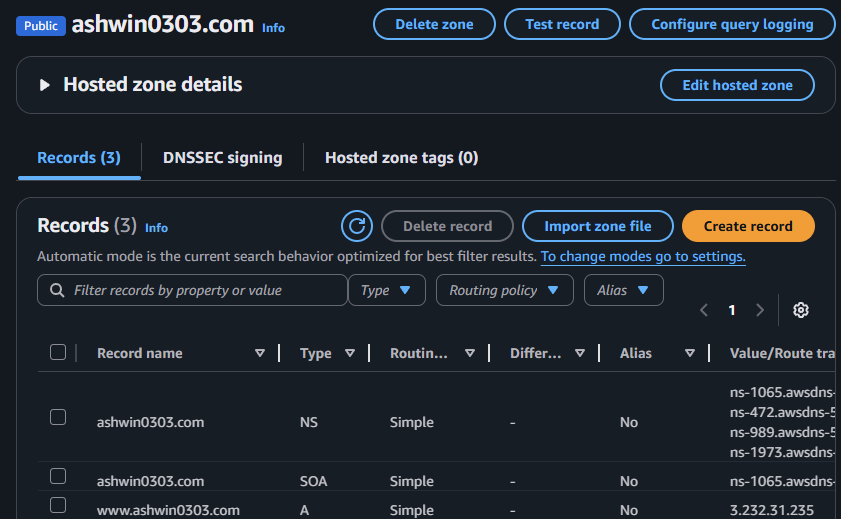 Public ashwin0303.com Info Delete zone Test record Configure query logging
Hosted zone details Edit hosted zone
Records (3) DNSSEC signing Hosted zone tags (0)
Records (3) Info Delete record Import zone file Create record
Automatic mode is the current search behavior optimized for best filter results. To change modes go to settings.
Filter records by property or value Type Routing policy Alias
1
Record name Type Routin... Differ... Alias Value/Route tra
ns-1065.awsdns-
ns-472.awsdns-5
ashwin0303.com NS Simple - No
ns-989.awsdns-5
ns-1973.awsdns-
ashwin0303.com SOA Simple - No ns-1065.awsdns-
www.ashwin0303.com A Simple - No 3.232.31.235